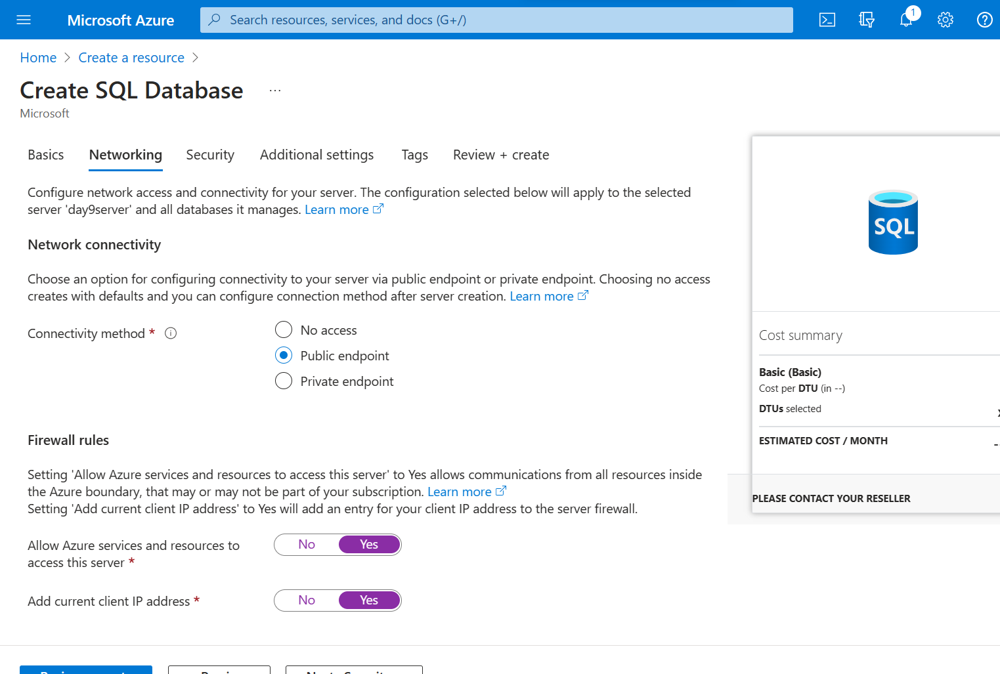 Microsoft Azure
Search resources, services, and docs (G+/)
1
Home > Create a resource >
Create SQL Database ...
Microsoft
Basics Networking Security Additional settings Tags Review + create
Configure network access and connectivity for your server. The configuration selected below will apply to the selected
server 'day9server' and all databases it manages. Learn more
Network connectivity
Choose an option for configuring connectivity to your server via public endpoint or private endpoint. Choosing no access
creates with defaults and you can configure connection method after server creation. Learn more
Connectivity method *
No access
Public endpoint
Private endpoint
Firewall rules
Setting 'Allow Azure services and resources to access this server' to Yes allows communications from all resources inside
the Azure boundary, that may or may not be part of your subscription. Learn more
Setting 'Add current client IP address' to Yes will add an entry for your client IP address to the server firewall.
Allow Azure services and resources to
access this server *
No Yes
Add current client IP address *
No Yes
SQL
Cost summary
Basic (Basic)
Cost per DTU (in --)
DTUs selected
ESTIMATED COST / MONTH
PLEASE CONTACT YOUR RESELLER